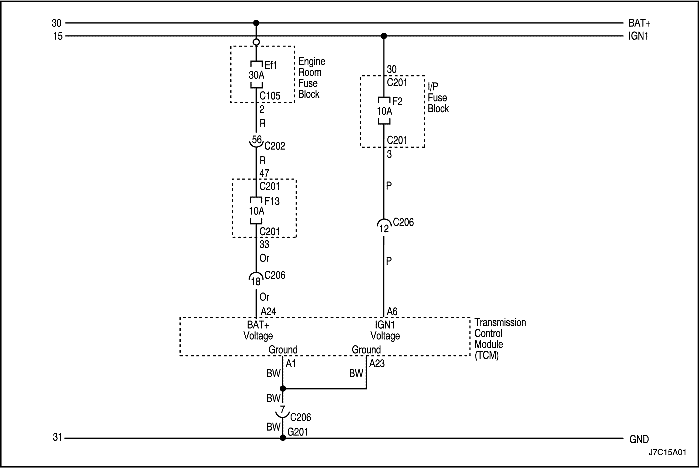 30 BAT+
15 IGN1
Ef1
30A
Engine
Room
Fuse
Block
C105
2
R
56 C202
R
47
C201
F13
10A
C201
33
Or
18 C206
Or
A24
30
C201
F2
10A
I/P
Fuse
Block
C201
3
P
12 C206
P
A6
BAT+
Voltage
IGN1
Voltage
Ground Ground
Transmission
Control
Module
(TCM)
A1 A23
BW BW
BW
7 C206
BW
G201
31 GND
J7C15A01